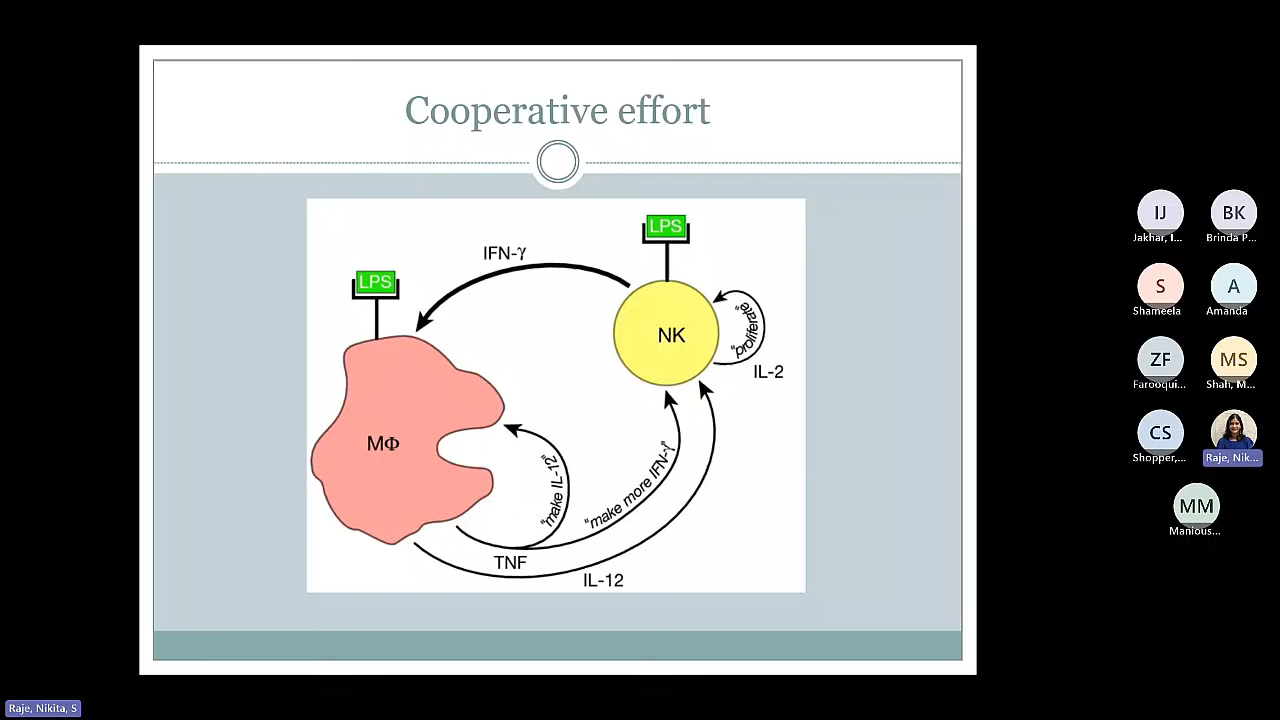 Cooperative effort
LPS
IFN-γ
LPS
NK
"proliferate"
IL-2
MΦ
"make IL-12"
"make more IFN-γ"
TNF
IL-12
IJ
Jakhar, I...
BK
Brinda P...
S
Shameela
A
Amanda
ZF
Farooqui...
MS
Shah, M...
CS
Shopper,...
Raje, Nik...
MM
Manious...
Raje, Nikita, S